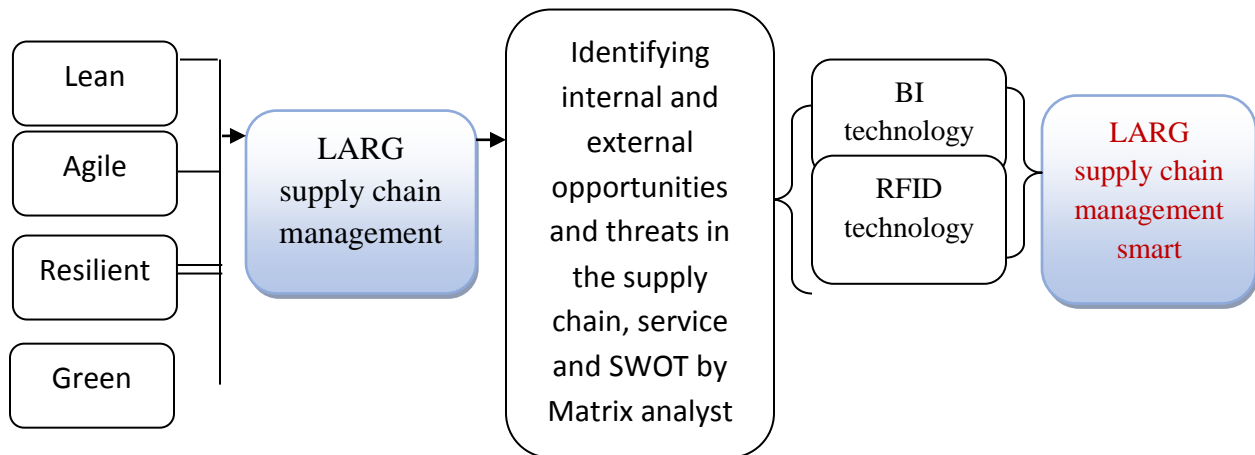 Lean
Agile
Resilient
Green
LARG
supply chain
management
Identifying
internal and
external
opportunities
and threats in
the supply
chain, service
and SWOT by
Matrix analyst
BI
technology
RFID
technology
LARG
supply chain
management
smart